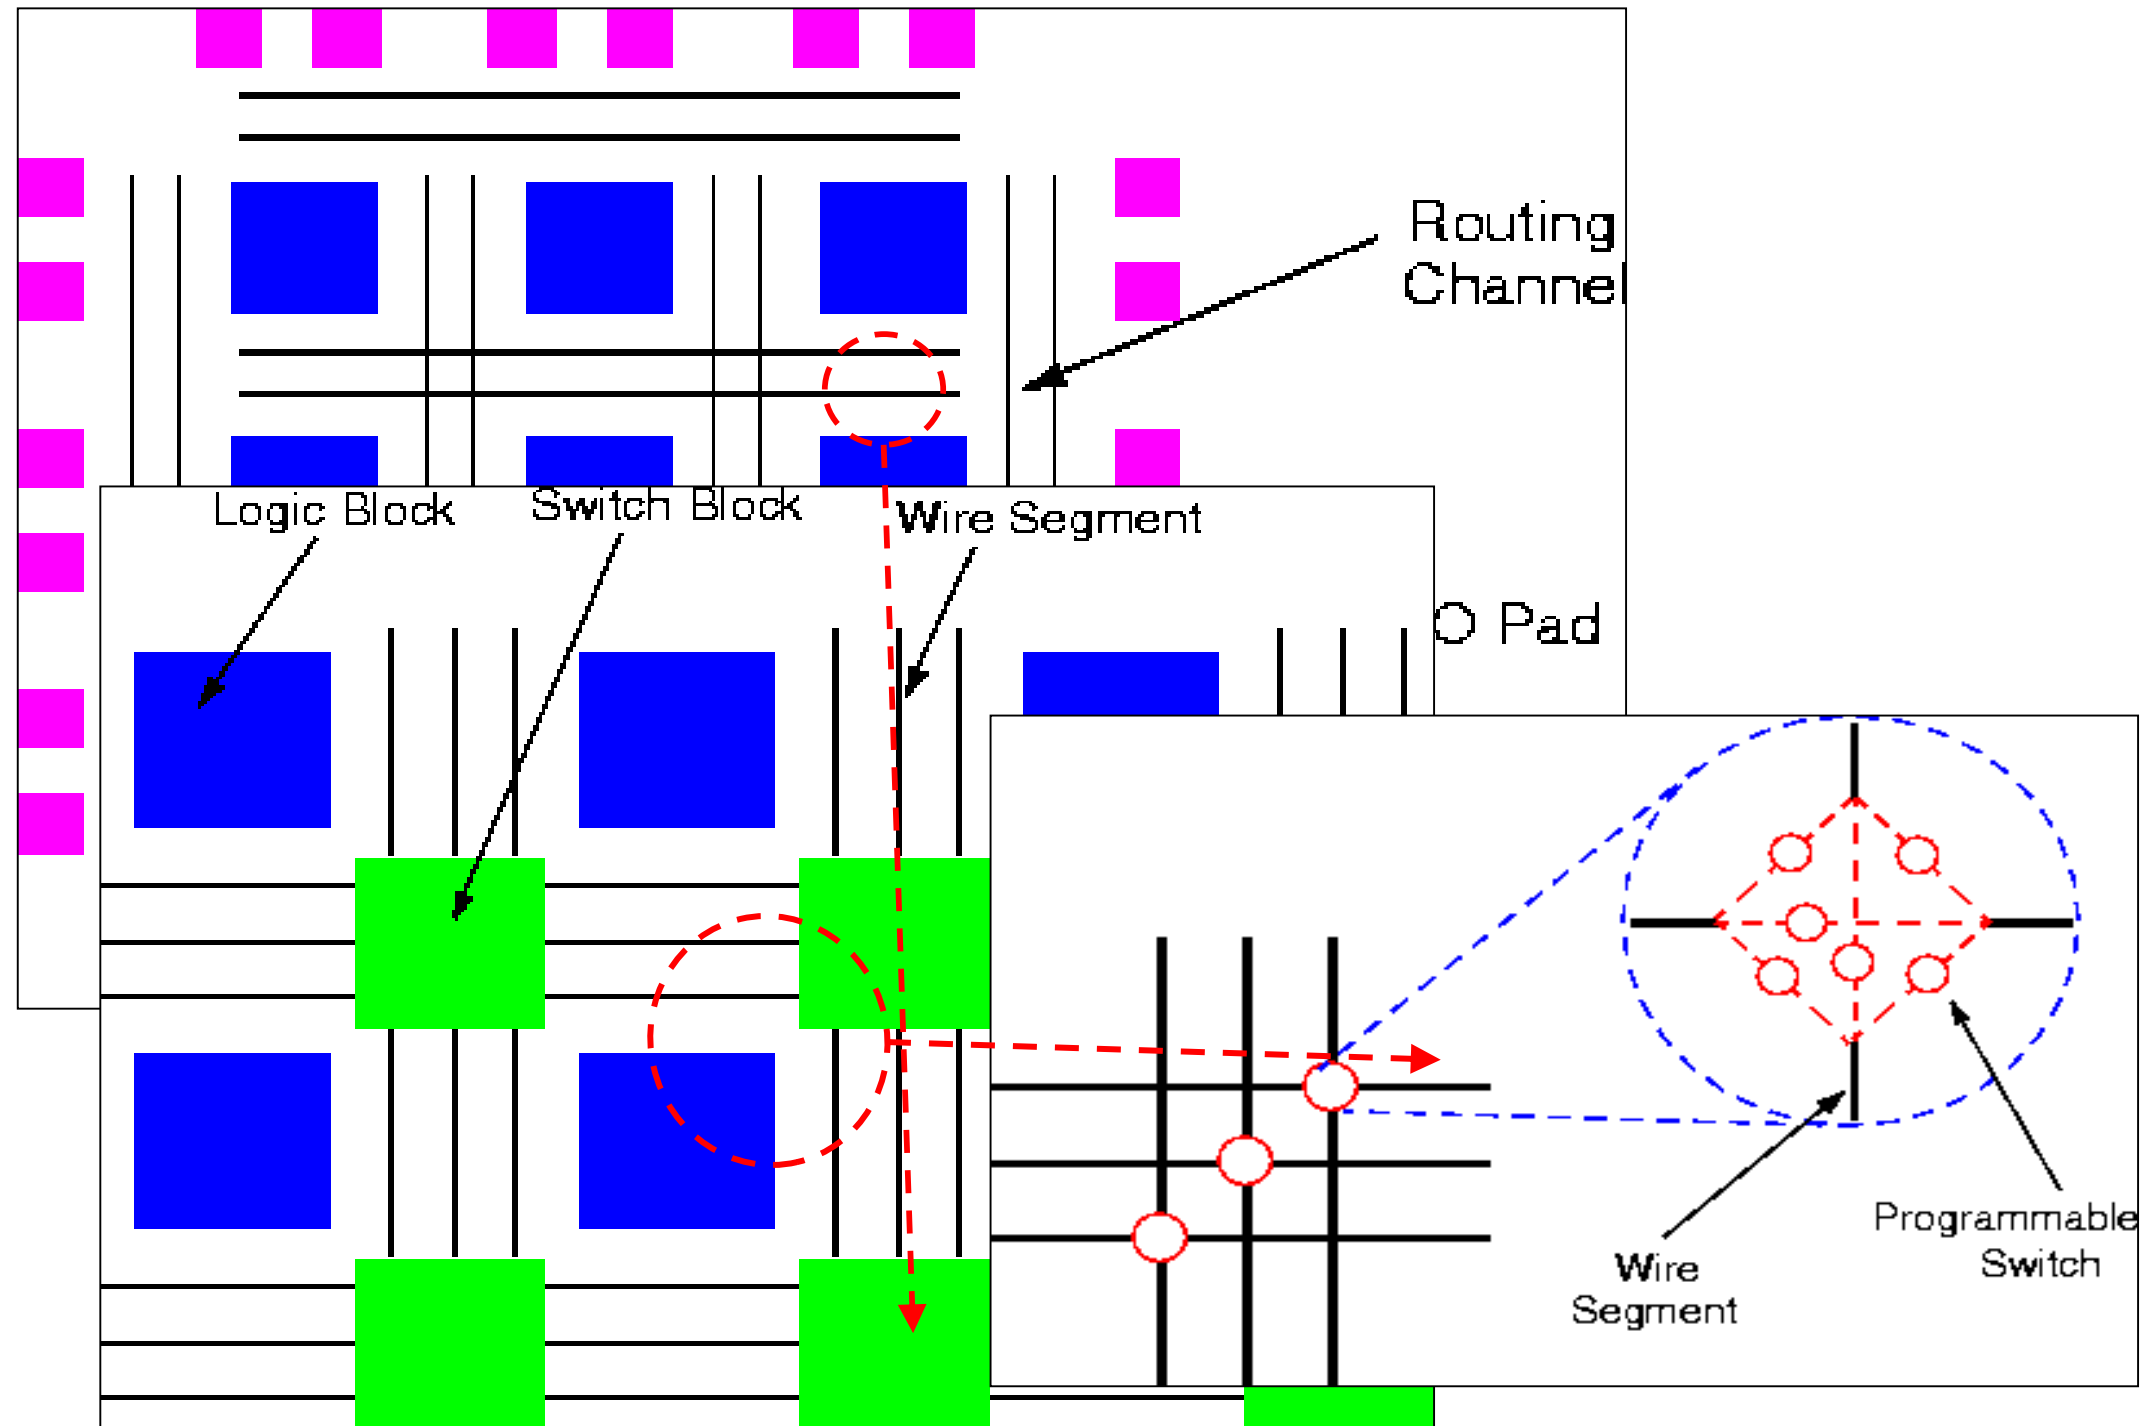 Routing
Channel
Logic Block
Switch Block
Wire Segment
O Pad
Wire
Segment
Programmable
Switch